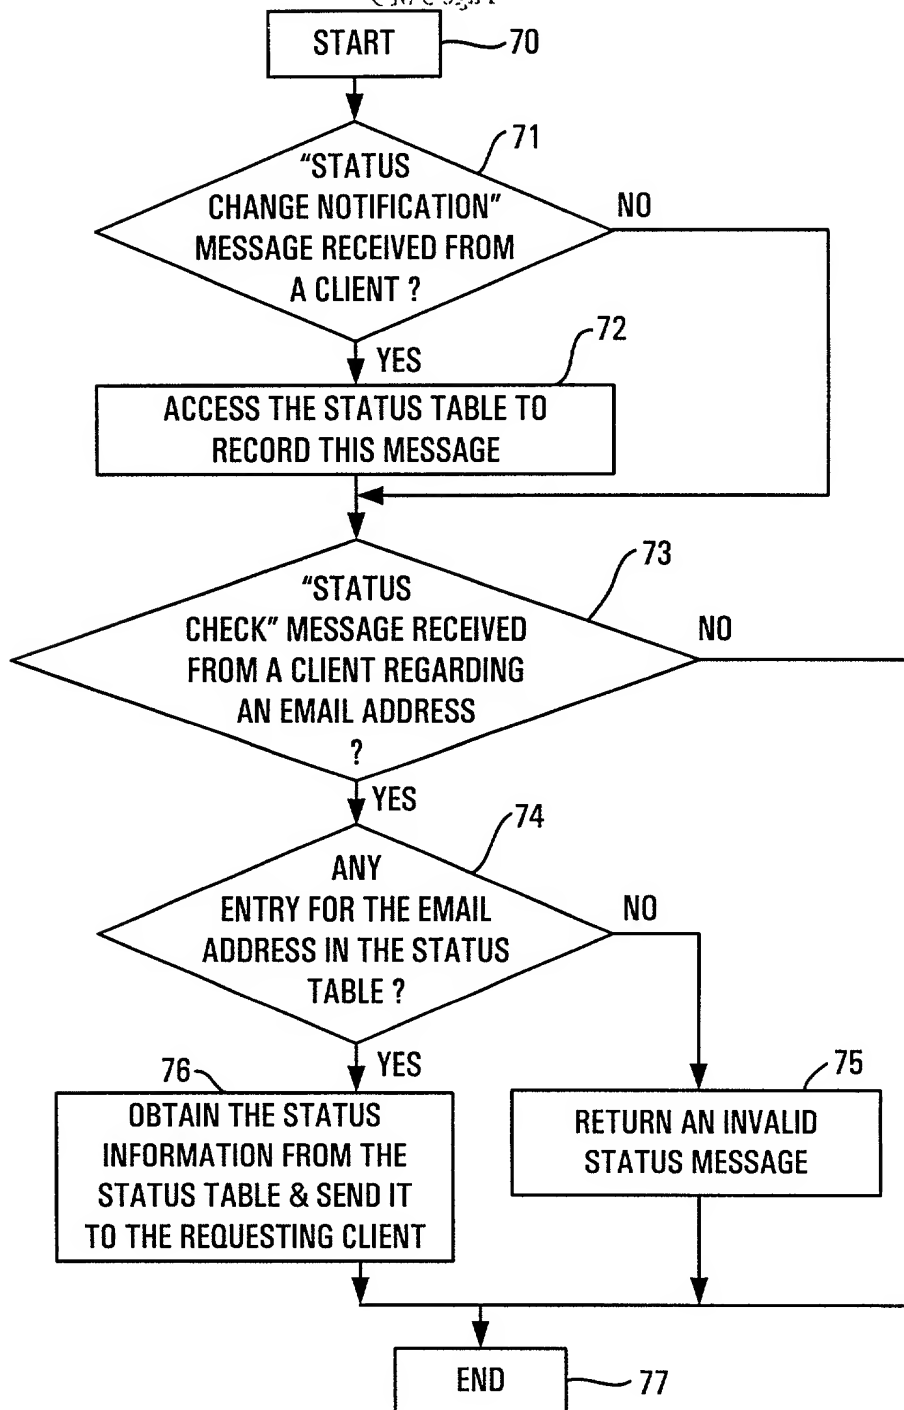 START
70
71
“STATUS
CHANGE NOTIFICATION”
MESSAGE RECEIVED FROM
A CLIENT ?
NO
YES
72
ACCESS THE STATUS TABLE TO
RECORD THIS MESSAGE
73
“STATUS
CHECK” MESSAGE RECEIVED
FROM A CLIENT REGARDING
AN EMAIL ADDRESS
?
NO
YES
74
ANY
ENTRY FOR THE EMAIL
ADDRESS IN THE STATUS
TABLE ?
NO
YES
76
OBTAIN THE STATUS
INFORMATION FROM THE
STATUS TABLE & SEND IT
TO THE REQUESTING CLIENT
75
RETURN AN INVALID
STATUS MESSAGE
END
77